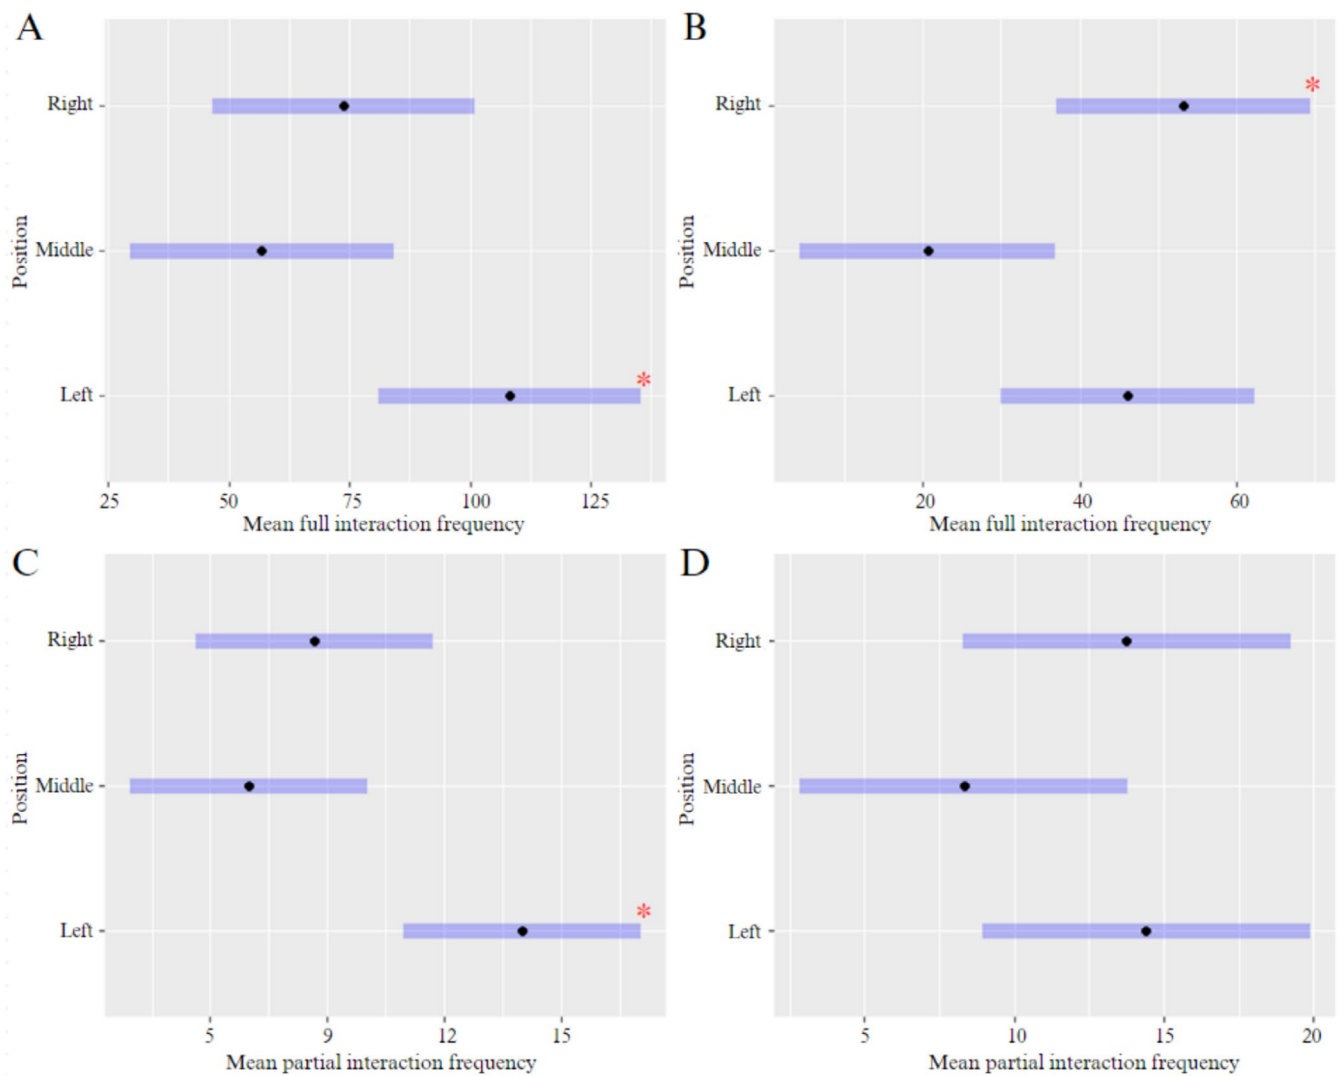 A
Right
*
Position
Middle
Left
*
25 50 75 100 125
Mean full interaction frequency
B
Right
*
Position
Middle
Left
20 40 60
Mean full interaction frequency
C
Right
Position
Middle
Left
*
5 9 12 15
Mean partial interaction frequency
D
Right
Position
Middle
Left
5 10 15 20
Mean partial interaction frequency